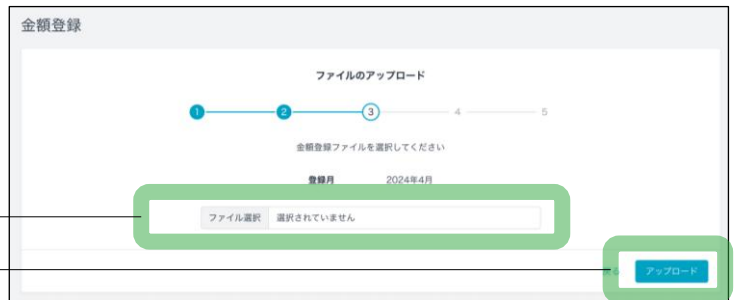 金額登録
ファイルのアップロード
1 2 3 4 5
金額登録ファイルを選択してください
登録月 2024年4月
ファイル選択 選択されていません
戻る アップロード